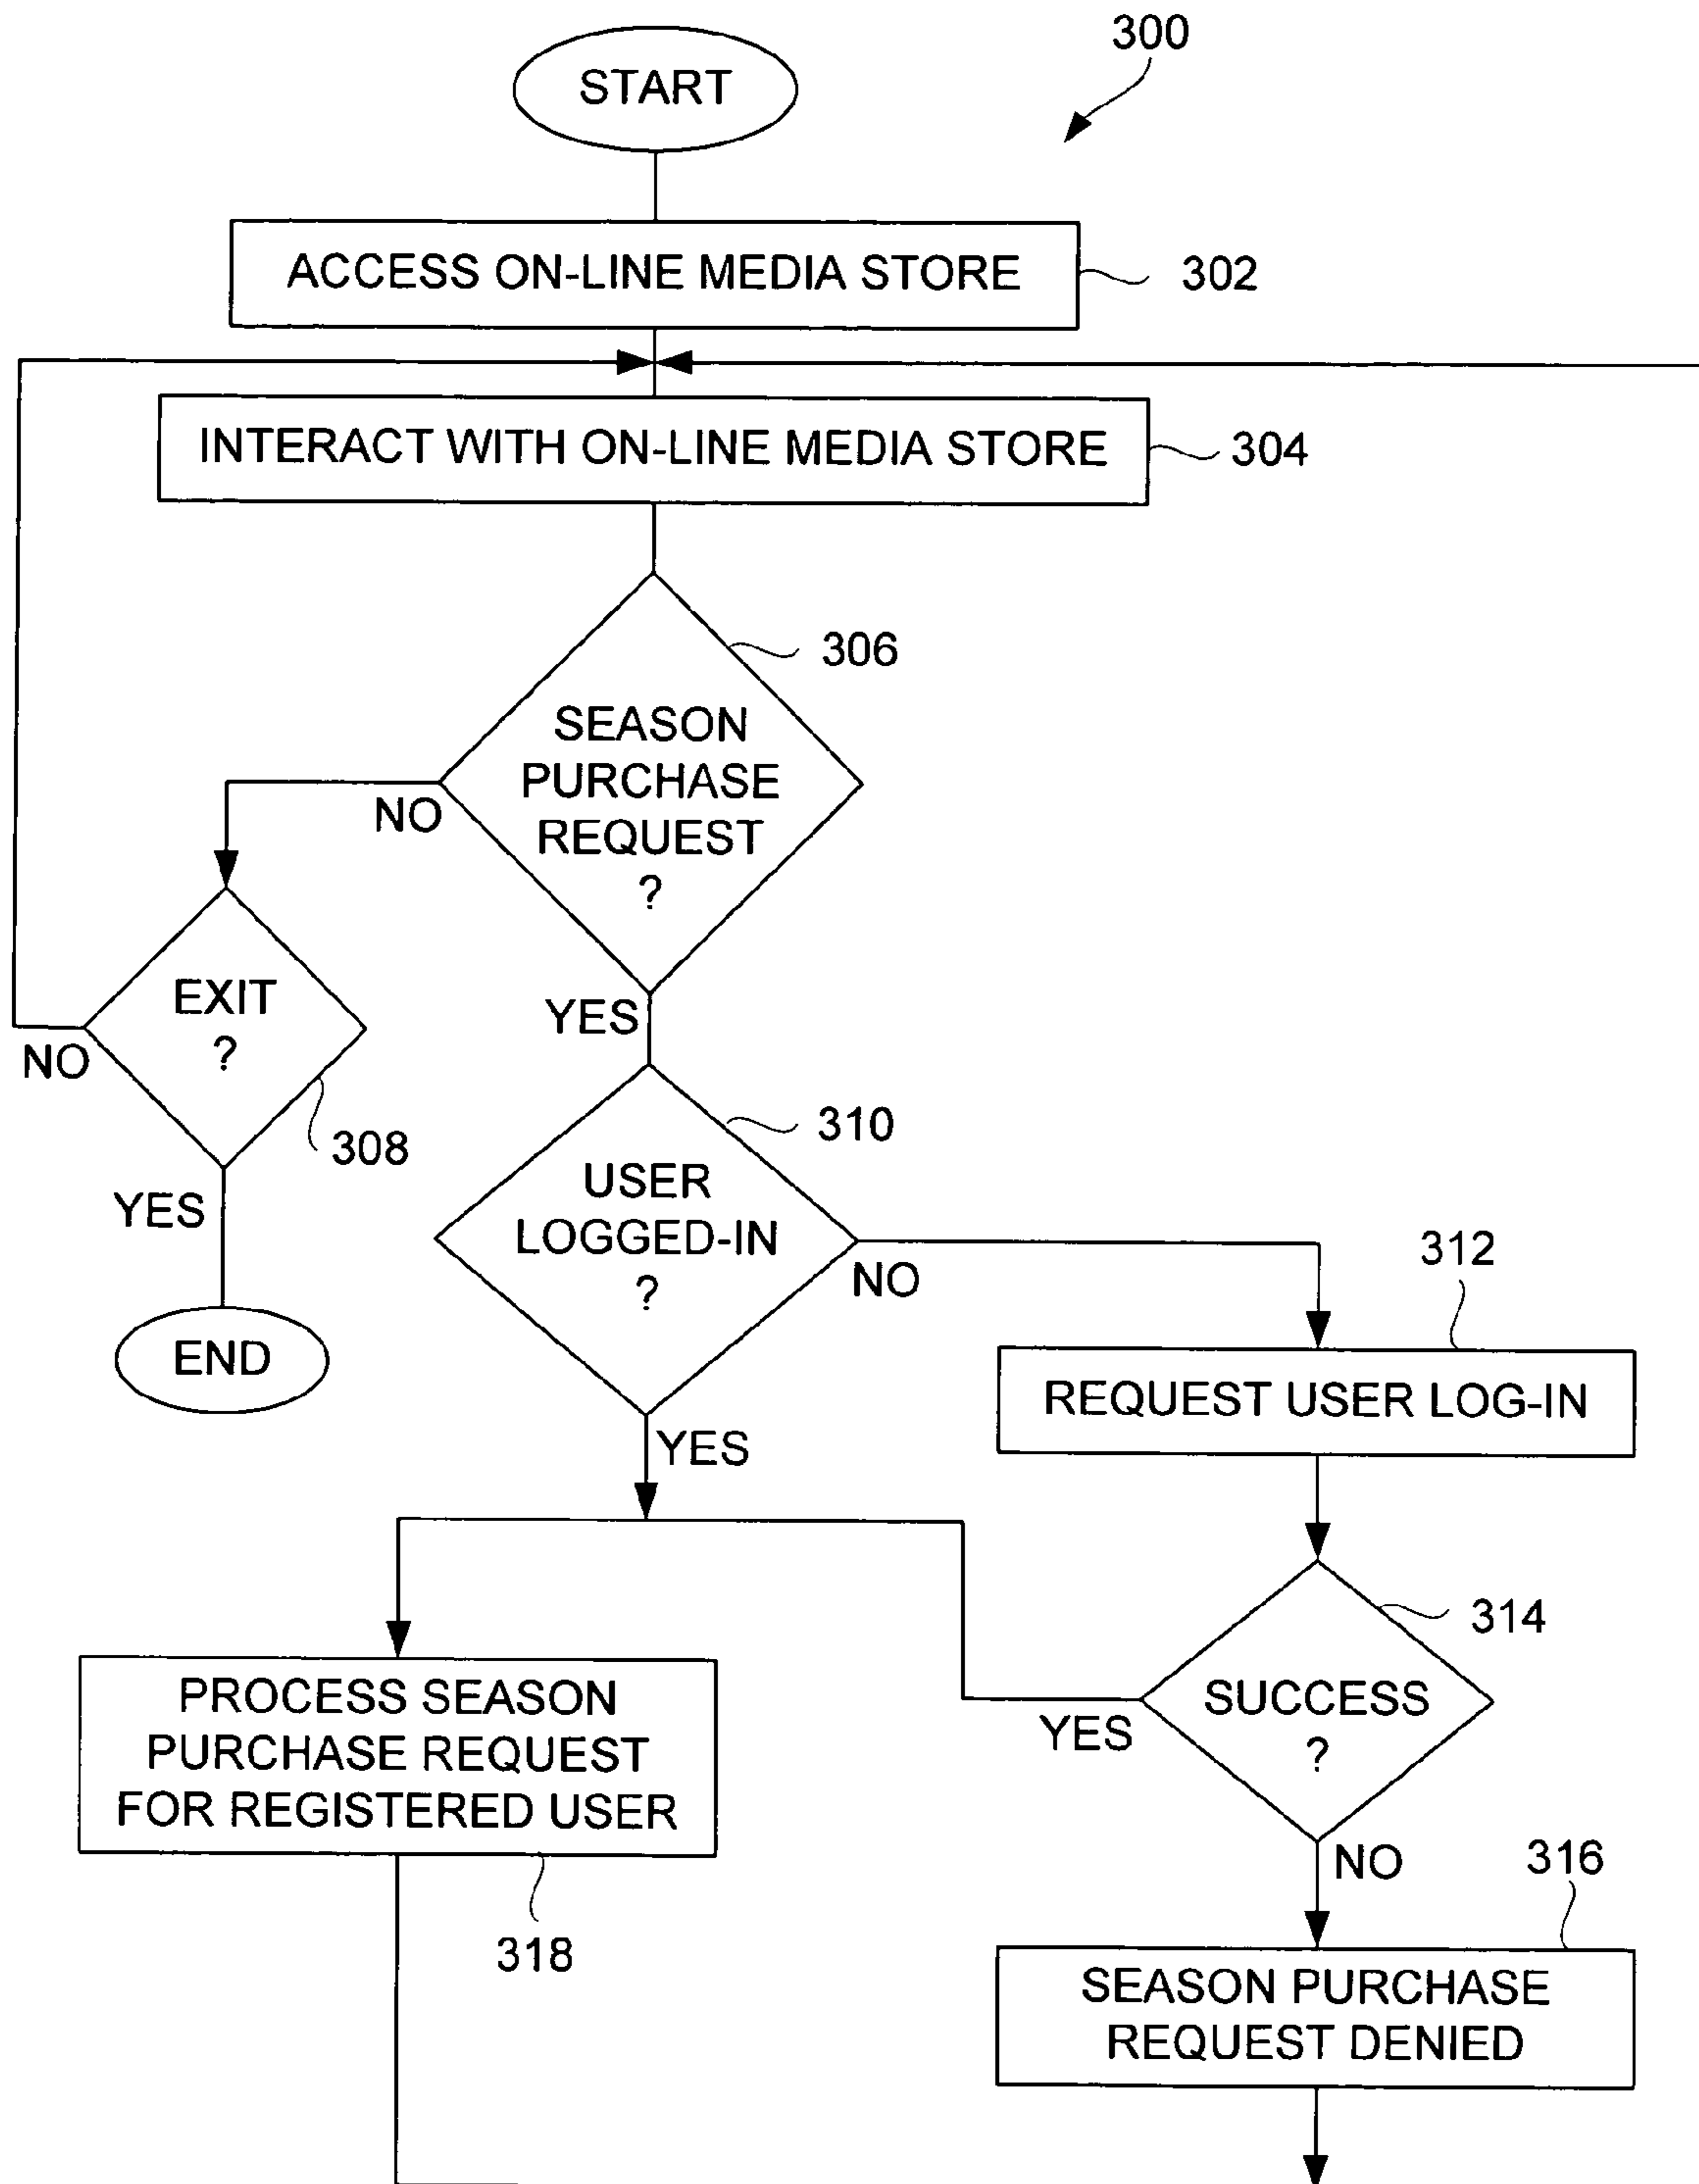 300
START
ACCESS ON-LINE MEDIA STORE
302
INTERACT WITH ON-LINE MEDIA STORE
304
306
SEASON
PURCHASE
REQUEST
?
NO
YES
EXIT
?
NO
308
YES
END
310
USER
LOGGED-IN
?
NO
YES
312
REQUEST USER LOG-IN
314
SUCCESS
?
YES
NO
PROCESS SEASON
PURCHASE REQUEST
FOR REGISTERED USER
318
316
SEASON PURCHASE
REQUEST DENIED